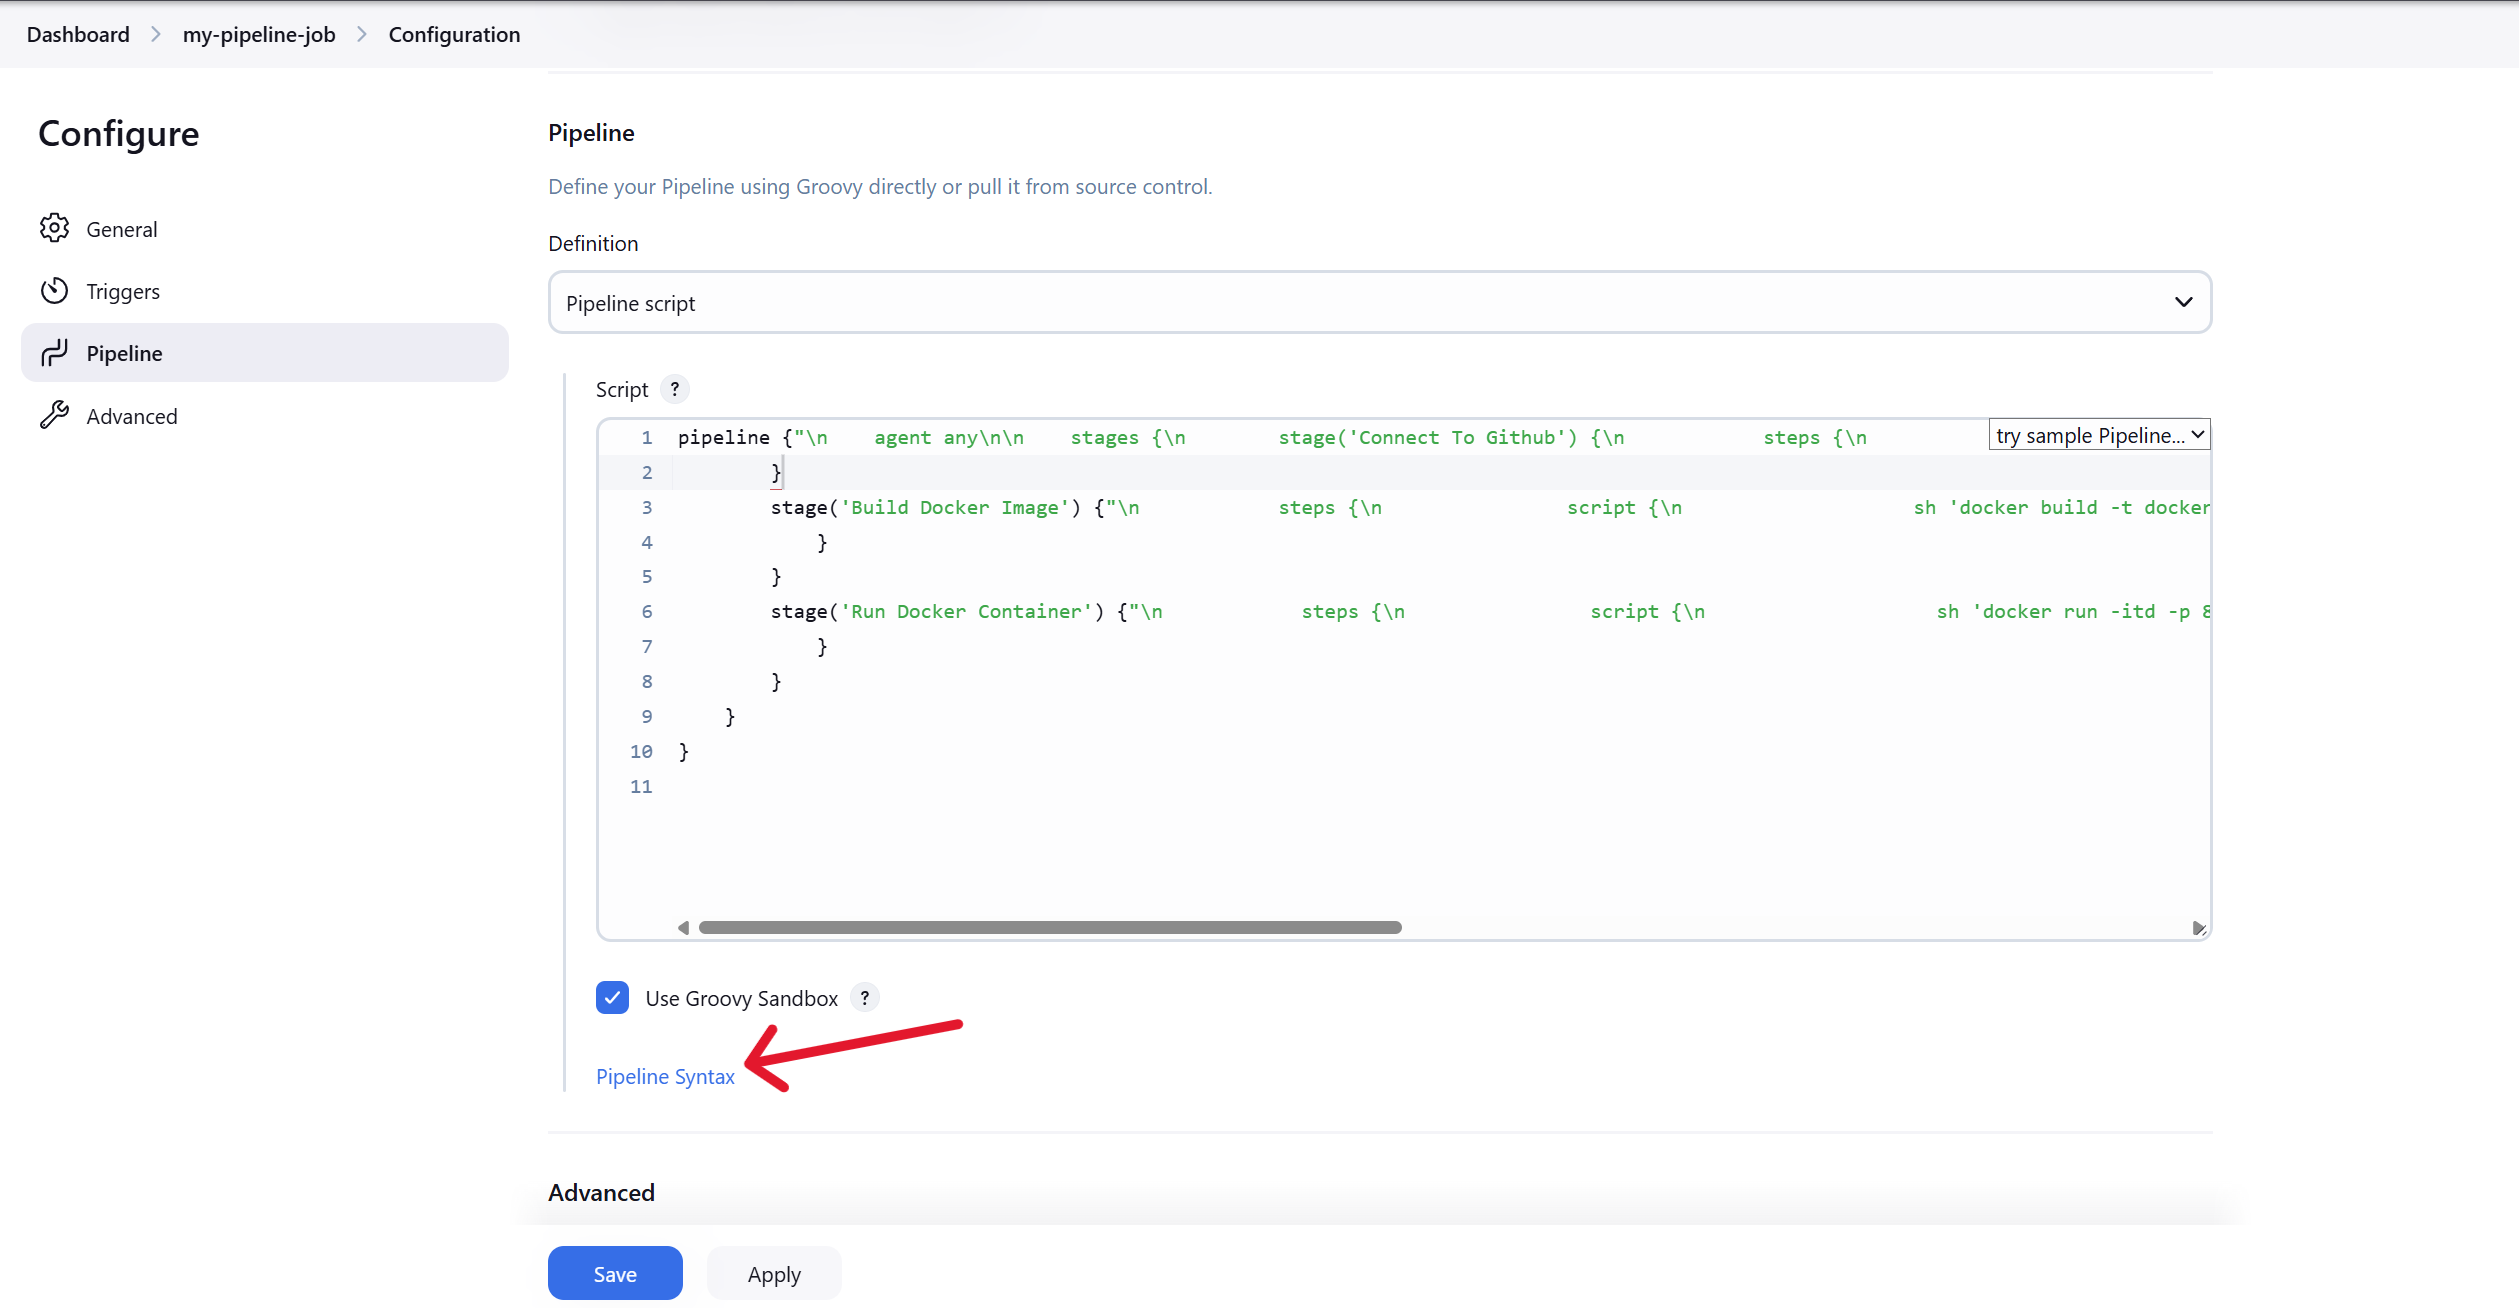 Dashboard > my-pipeline-job > Configuration
Configure
General
Triggers
Pipeline
Advanced
Pipeline
Define your Pipeline using Groovy directly or pull it from source control.
Definition
Pipeline script
Script ?
try sample Pipeline...
1 pipeline {"\n    agent any\n\n    stages {\n        stage('Connect To Github') {\n            steps {\n
2         }
3         stage('Build Docker Image') {"\n            steps {\n                script {\n                    sh 'docker build -t docker
4             }
5         }
6         stage('Run Docker Container') {"\n            steps {\n                script {\n                    sh 'docker run -itd -p 8
7             }
8         }
9     }
10 }
11
Use Groovy Sandbox ?
Pipeline Syntax
Advanced
Save
Apply